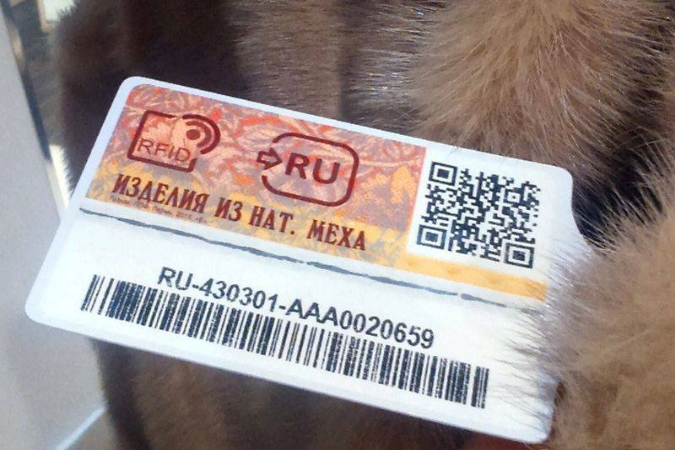 RFID
RU
ИЗДЕЛИЯ ИЗ НАТ. МЕХА
RU-430301-AAA0020659